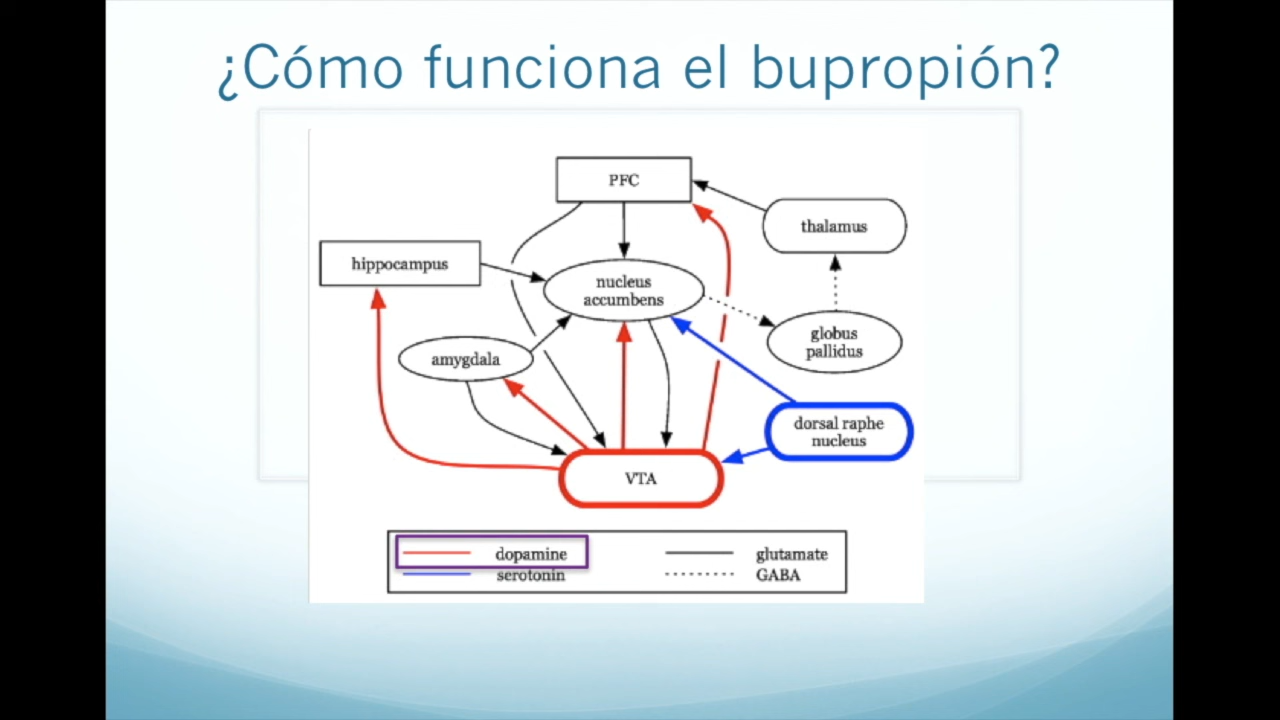 ¿Cómo funciona el bupropión?
PFC
thalamus
hippocampus
nucleus
accumbens
globus
pallidus
amygdala
dorsal raphe
nucleus
VTA
dopamine
glutamate
serotonin
GABA